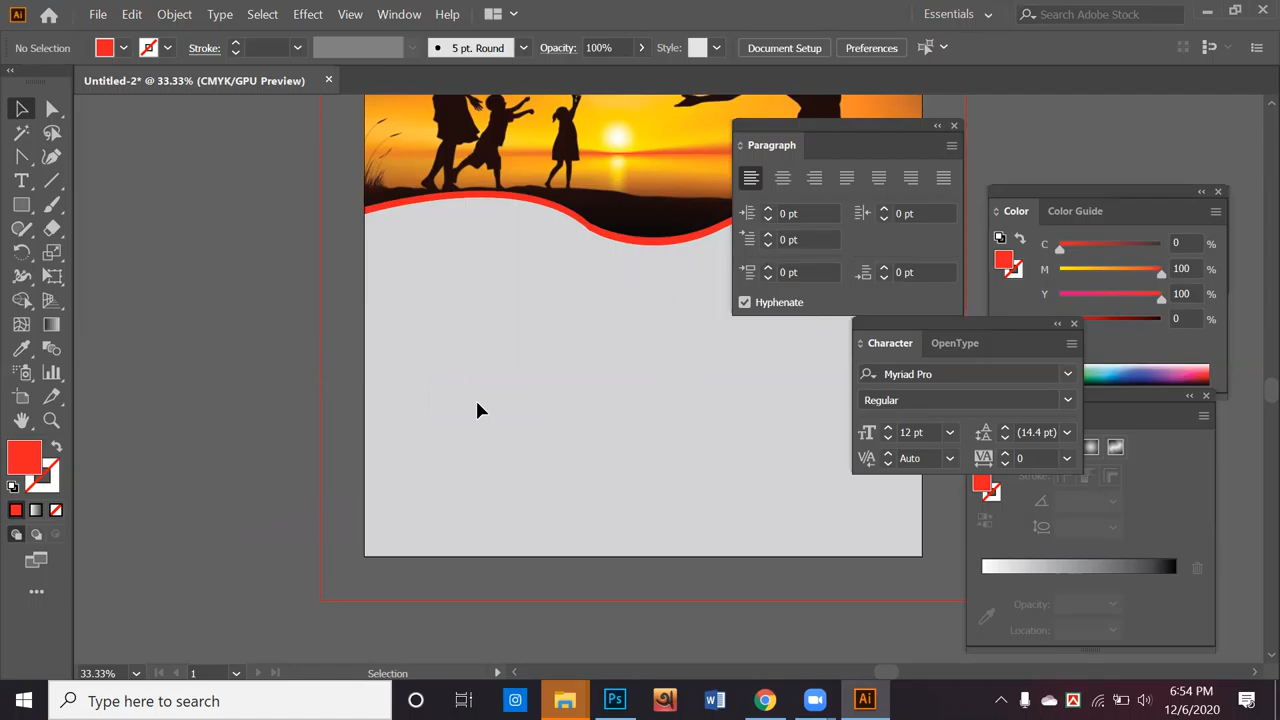 Ai File Edit Object Type Select Effect View Window Help Essentials Search Adobe Stock
No Selection Stroke: 5 pt. Round Opacity: 100% Style: Document Setup Preferences
Untitled-2* @ 33.33% (CMYK/GPU Preview)
Paragraph
0 pt 0 pt
0 pt
0 pt 0 pt
Hyphenate
Color Color Guide
C 0 %
M 100 %
Y 100 %
0 %
Character OpenType
Myriad Pro
Regular
12 pt (14.4 pt)
Auto 0
Stroke:
Opacity:
Location:
33.33% 1 Selection
Type here to search
Ps W Ai
6:54 PM
12/6/2020